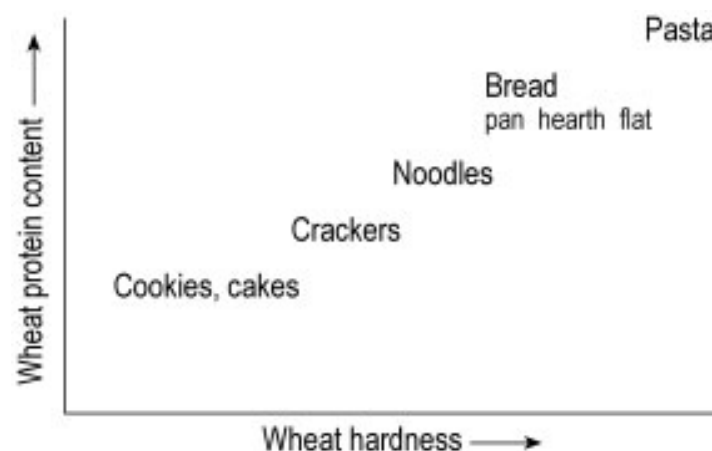 Pasta
Bread
pan hearth flat
Noodles
Crackers
Cookies, cakes
Wheat protein content
Wheat hardness